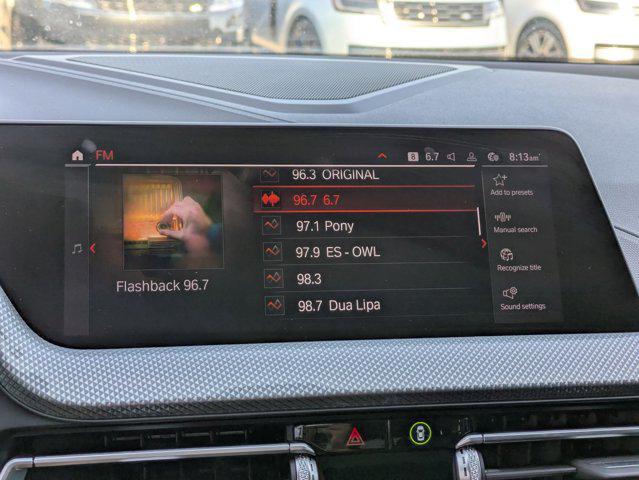 FM
8 6.7 8:13am
96.3 ORIGINAL
96.7 6.7
97.1 Pony
97.9 ES - OWL
98.3
98.7 Dua Lipa
Flashback 96.7
Add to presets
Manual search
Recognize title
Sound settings